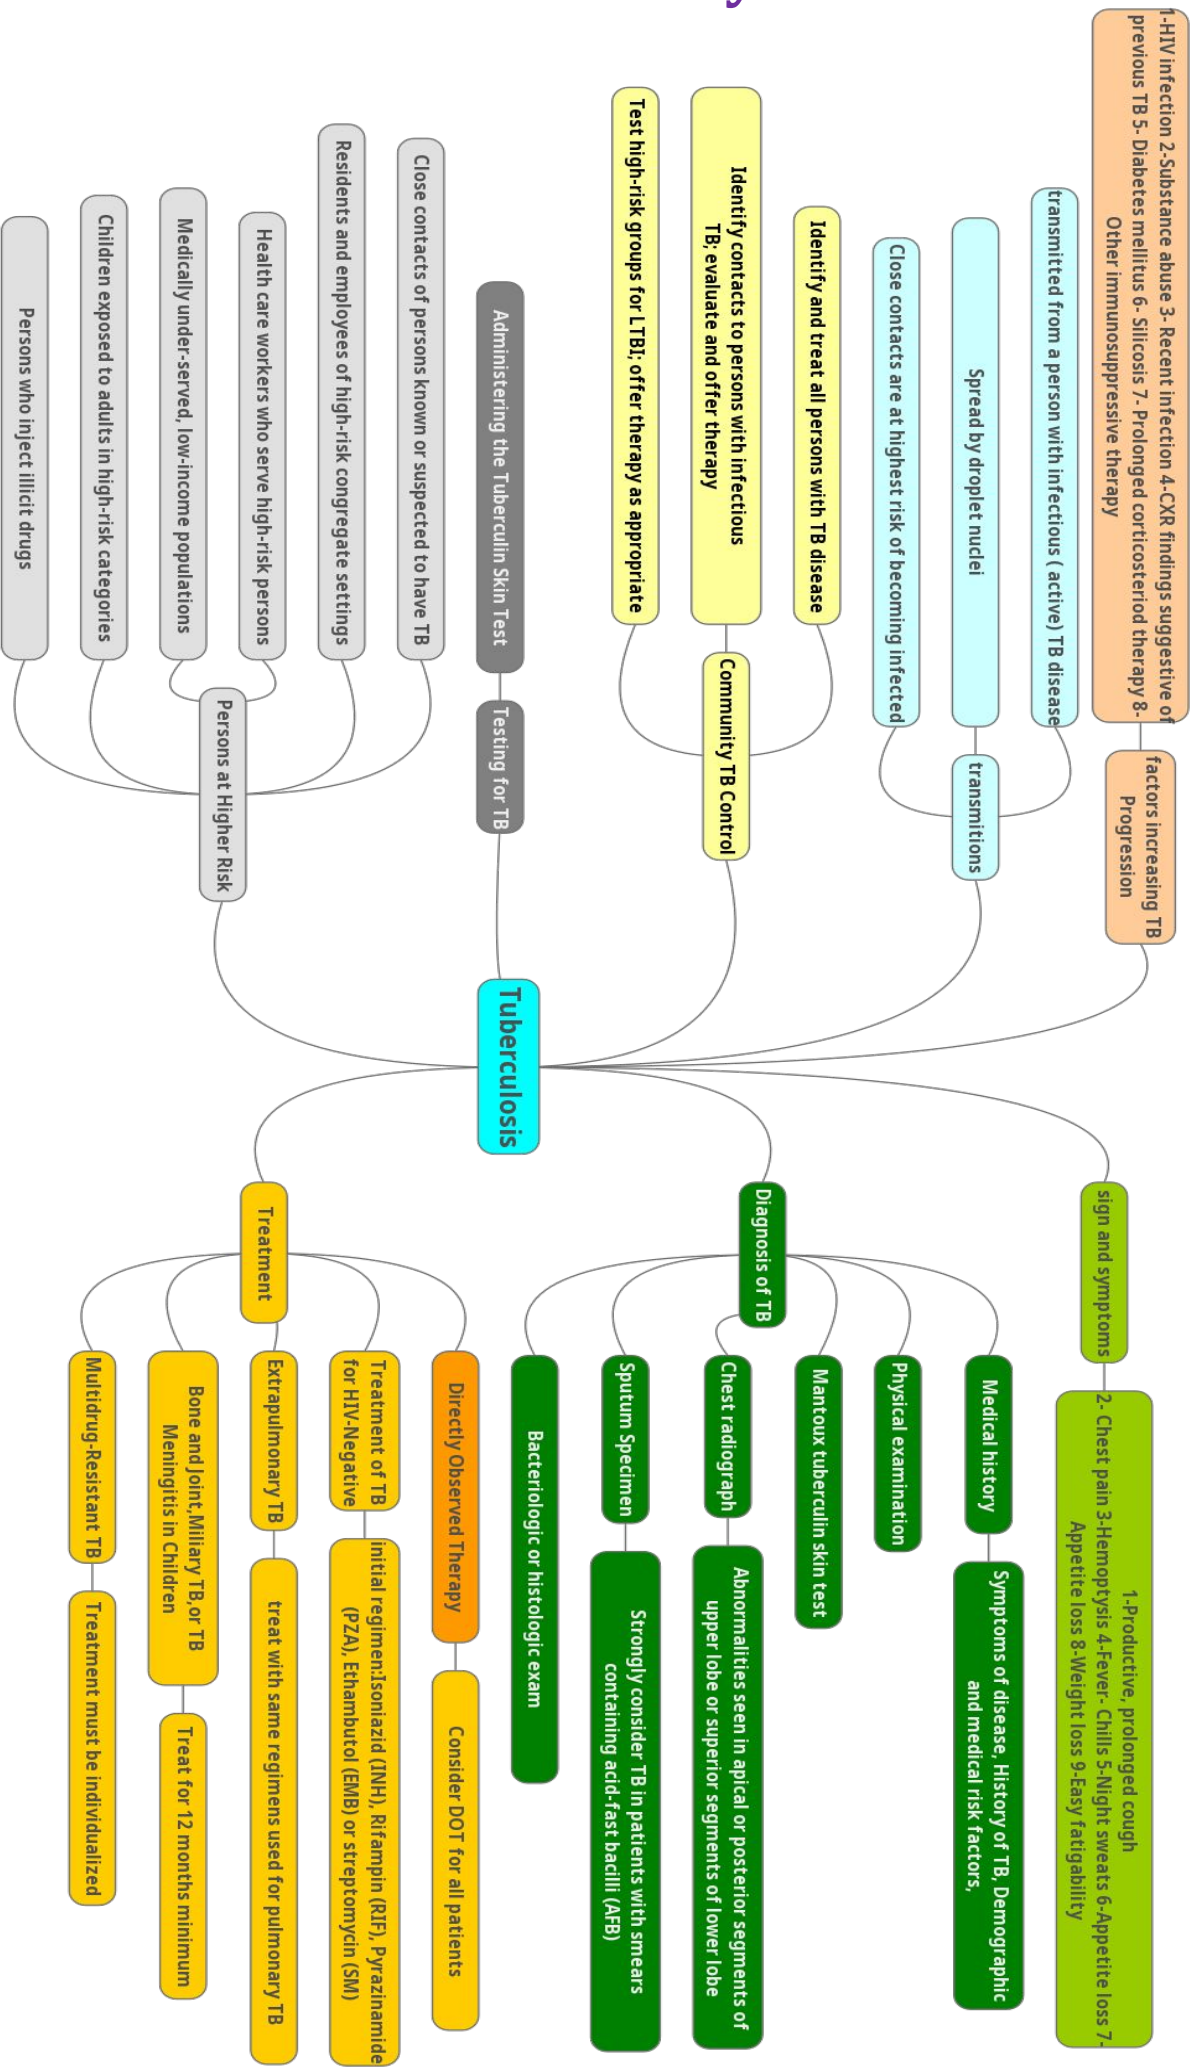 Tuberculosis
sign and symptoms
1-Productive, prolonged cough
2- Chest pain 3-Hemoptysis 4-Fever- Chills 5-Night sweats 6-Appetite loss 7-
Appetite loss 8-Weight loss 9-Easy fatigability
Diagnosis of TB
Medical history
Symptoms of disease, History of TB, Demographic
and medical risk factors,
Physical examination
Mantoux tuberculin skin test
Chest radiograph
Abnormalities seen in apical or posterior segments of
upper lobe or superior segments of lower lobe
Sputum Specimen
Strongly consider TB in patients with smears
containing acid-fast bacilli (AFB)
Bacteriologic or histologic exam
Treatment
Directly Observed Therapy
Consider DOT for all patients
Treatment of TB
for HIV-Negative
initial regimen:Isoniazid (INH), Rifampin (RIF), Pyrazinamide
(PZA), Ethambutol (EMB) or streptomycin (SM)
Extrapulmonary TB
treat with same regimens used for pulmonary TB
Bone and Joint,Miliary TB,or TB
Meningitis in Children
Treat for 12 months minimum
Multidrug-Resistant TB
Treatment must be individualized
factors increasing TB
Progression
1-HIV infection 2-Substance abuse 3- Recent infection 4-CXR findings suggestive of
previous TB 5- Diabetes mellitus 6- Silicosis 7- Prolonged corticosteriod therapy 8-
Other immunosuppressive therapy
transmitions
transmitted from a person with infectious ( active) TB disease
Spread by droplet nuclei
Close contacts are at highest risk of becoming infected
Community TB Control
Identify and treat all persons with TB disease
Identify contacts to persons with infectious
TB; evaluate and offer therapy
Test high-risk groups for LTBI; offer therapy as appropriate
Testing for TB
Administering the Tuberculin Skin Test
Persons at Higher Risk
Close contacts of persons known or suspected to have TB
Residents and employees of high-risk congregate settings
Health care workers who serve high-risk persons
Medically under-served, low-income populations
Children exposed to adults in high-risk categories
Persons who inject illicit drugs